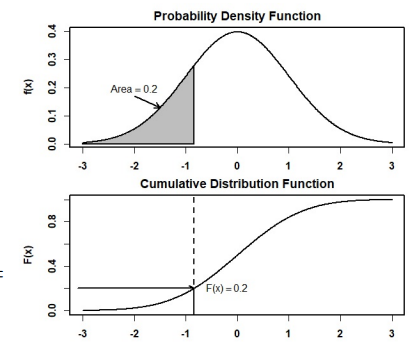 Probability Density Function
f(x)
0.4
0.3
0.2
0.1
0.0
Area = 0.2
-3 -2 -1 0 1 2 3
Cumulative Distribution Function
F(x)
0.8
0.4
0.0
F(x) = 0.2
-3 -2 -1 0 1 2 3